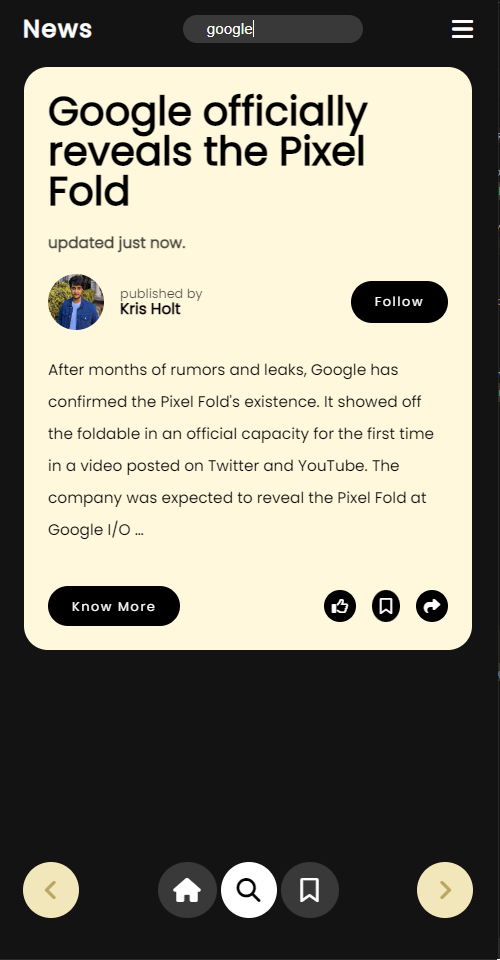 News
google
Google officially
reveals the Pixel
Fold
updated just now.
published by
Kris Holt
Follow
After months of rumors and leaks, Google has
confirmed the Pixel Fold's existence. It showed off
the foldable in an official capacity for the first time
in a video posted on Twitter and YouTube. The
company was expected to reveal the Pixel Fold at
Google I/O ...
Know More